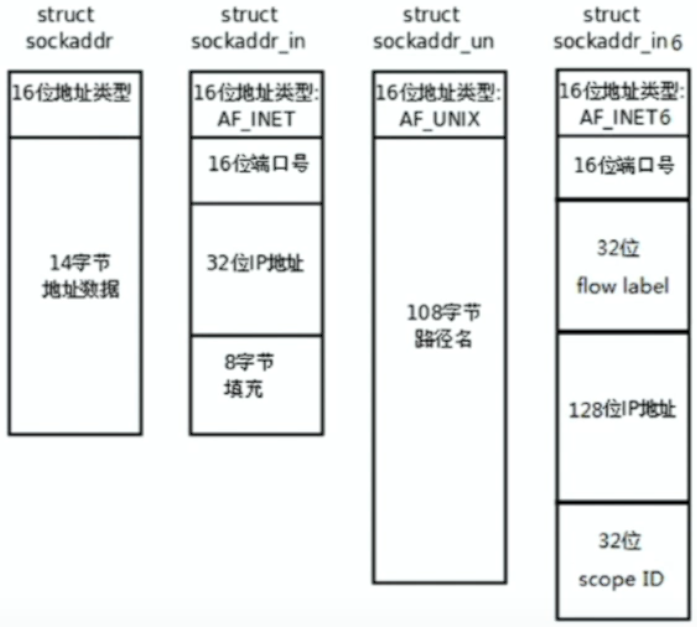 struct
sockaddr
16位地址类型
14字节
地址数据
struct
sockaddr_in
16位地址类型:
AF_INET
16位端口号
32位IP地址
8字节
填充
struct
sockaddr_un
16位地址类型:
AF_UNIX
108字节
路径名
struct
sockaddr_in6
16位地址类型:
AF_INET6
16位端口号
32位
flow label
128位IP地址
32位
scope ID